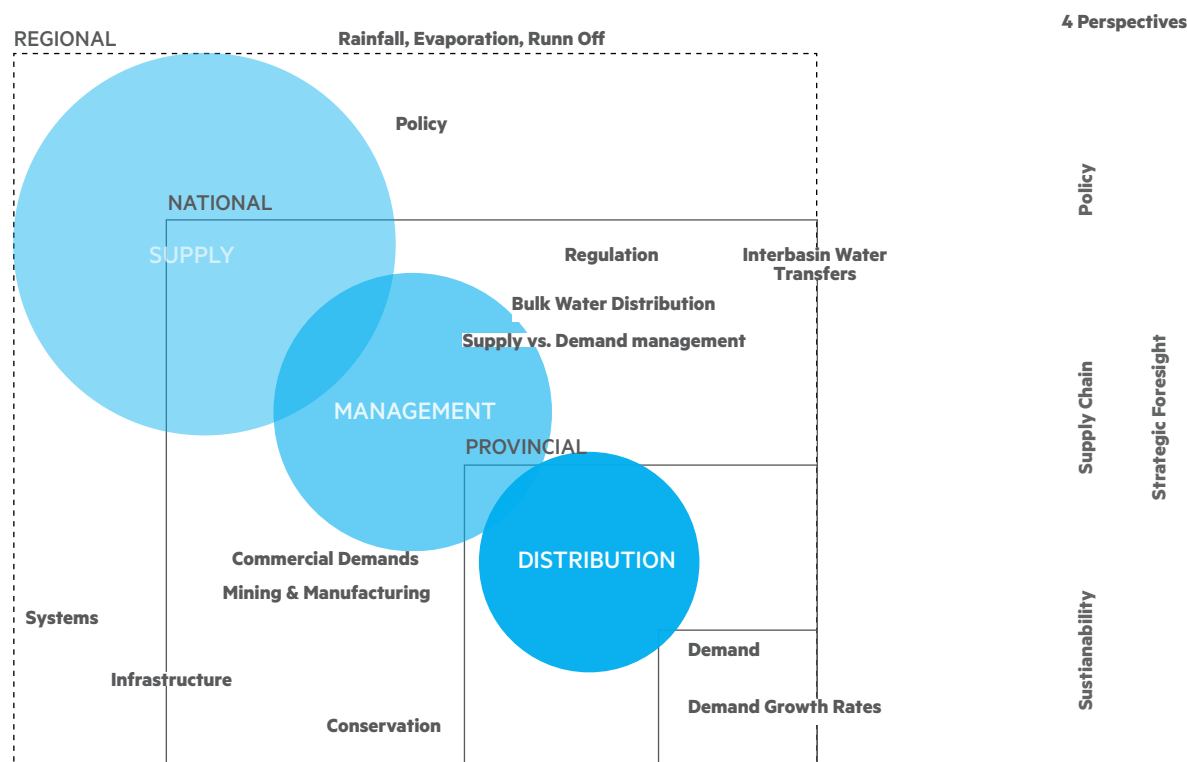 4 Perspectives
REGIONAL
Rainfall, Evaporation, Runn Off
Policy
Policy
NATIONAL
SUPPLY
Regulation
Interbasin Water
Transfers
Bulk Water Distribution
Supply vs. Demand management
MANAGEMENT
Supply Chain
Strategic Foresight
PROVINCIAL
Commercial Demands
DISTRIBUTION
Mining & Manufacturing
Systems
Sustianability
Demand
Infrastructure
Demand Growth Rates
Conservation